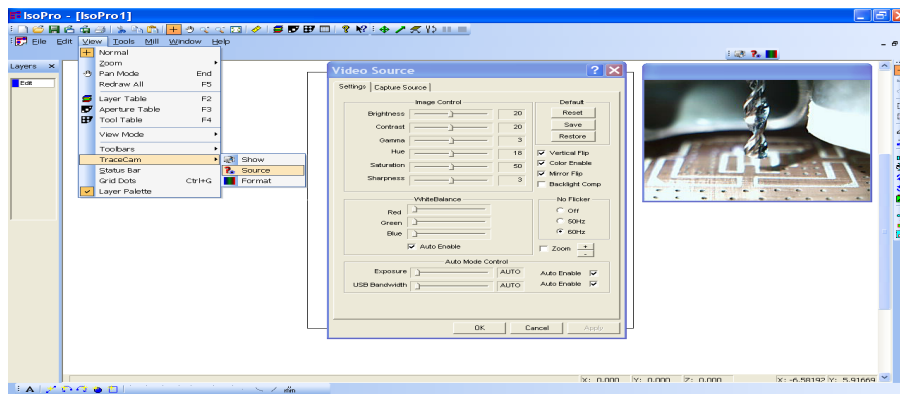 IsoPro - [IsoPro1]
File Edit View Tools Mill Window Help
Layers ×
Edit
Normal
Zoom
Pan Mode End
Redraw All F5
Layer Table F2
Aperture Table F3
Tool Table F4
View Mode
Toolbars
TraceCam
Status Bar
Grid Dots Ctrl+G
Layer Palette
Show
Source
Format
Video Source
Settings Capture Source
Image Control
Brightness 20
Contrast 20
Gamma 3
Hue 18
Saturation 50
Sharpness 3
Default
Reset
Save
Restore
Vertical Flip
Color Enable
Mirror Flip
Backlight Comp
WhiteBalance
Red
Green
Blue
Auto Enable
No Flicker
Off
50Hz
60Hz
Zoom + -
Auto Mode Control
Exposure AUTO Auto Enable
USB Bandwidth AUTO Auto Enable
OK Cancel Apply
X: 0.000 Y: 0.000 Z: 0.000 X: -6.58192 Y: 5.91669
A